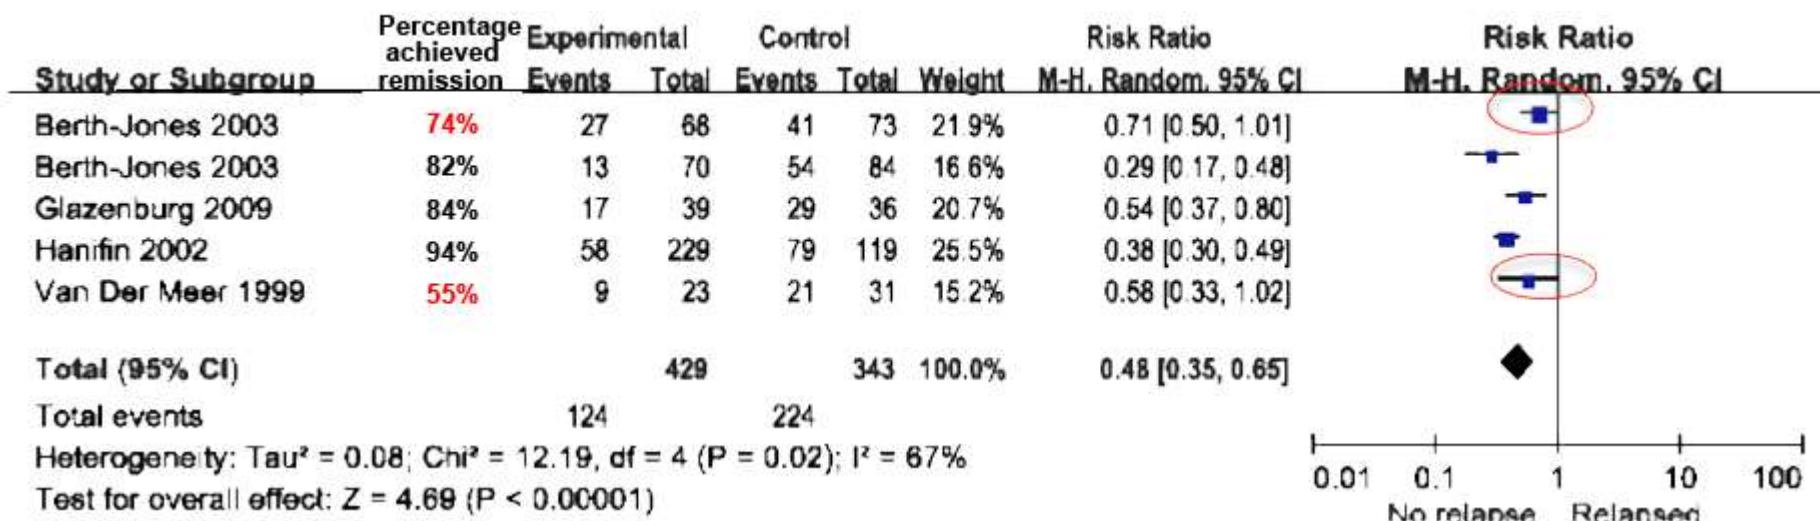 Percentage achieved remission Experimental Control Risk Ratio Risk Ratio
Study or Subgroup Events Total Events Total Weight M-H, Random, 95% CI M-H, Random, 95% CI
Berth-Jones 2003 74% 27 68 41 73 21.9% 0.71 [0.50, 1.01]
Berth-Jones 2003 82% 13 70 54 84 16.6% 0.29 [0.17, 0.48]
Glazenburg 2009 84% 17 39 29 36 20.7% 0.54 [0.37, 0.80]
Hanifin 2002 94% 58 229 79 119 25.5% 0.38 [0.30, 0.49]
Van Der Meer 1999 55% 9 23 21 31 15.2% 0.58 [0.33, 1.02]
Total (95% CI) 429 343 100.0% 0.48 [0.35, 0.65]
Total events 124 224
Heterogeneity: Tau² = 0.08; Chi² = 12.19, df = 4 (P = 0.02); I² = 67%
Test for overall effect: Z = 4.69 (P < 0.00001)
0.01 0.1 1 10 100
No relapse Relapsed